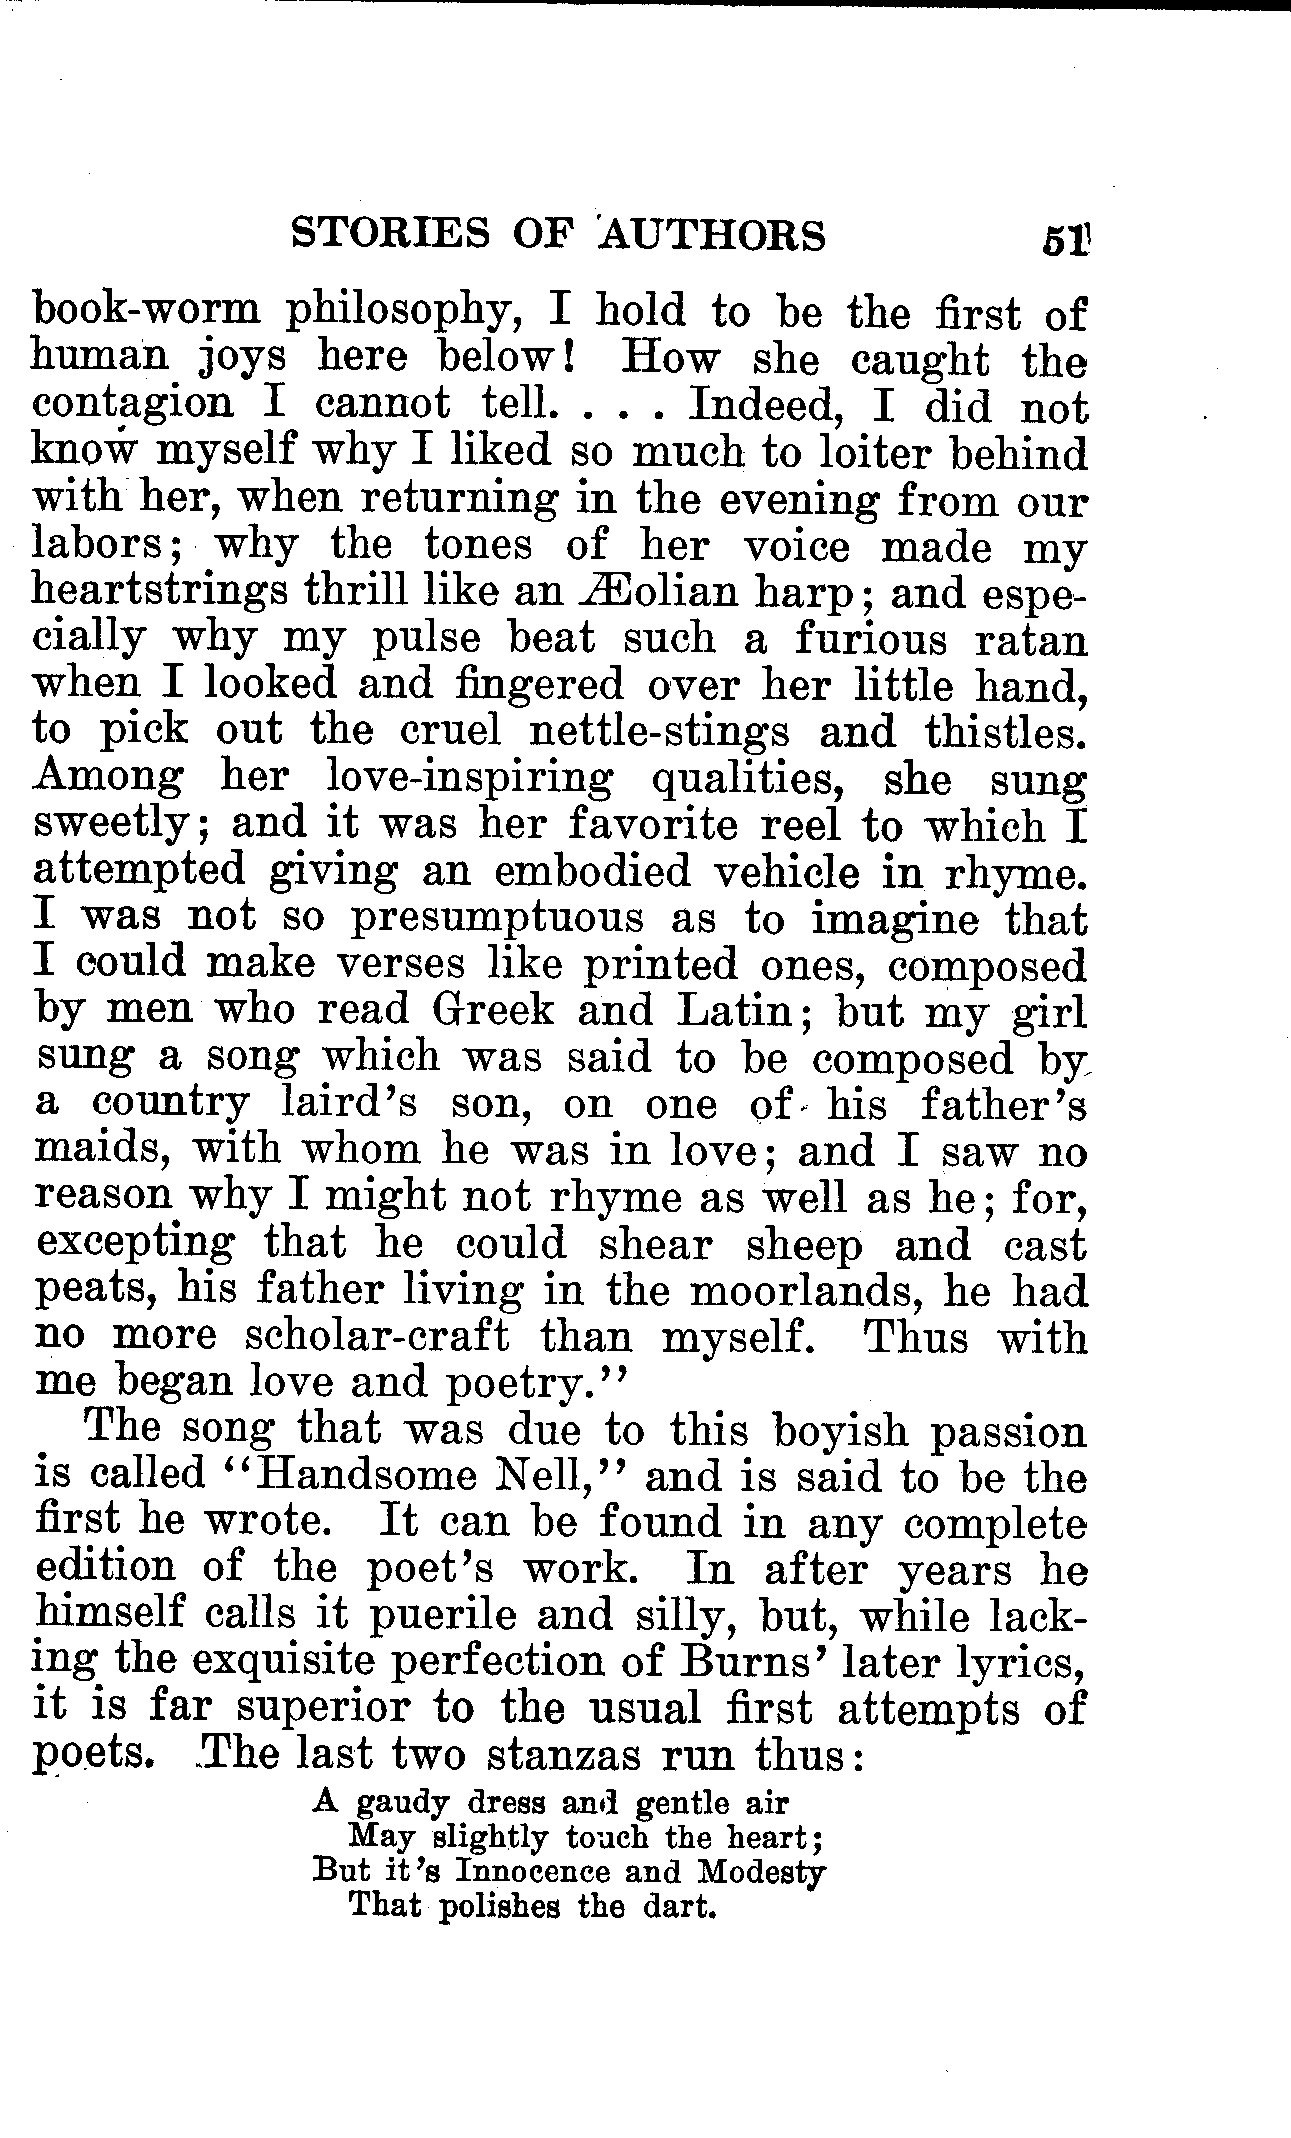 STORIES OF AUTHORS 51
book-worm philosophy, I hold to be the first of
human joys here below! How she caught the
contagion I cannot tell. . . . Indeed, I did not
know myself why I liked so much to loiter behind
with her, when returning in the evening from our
labors; why the tones of her voice made my
heartstrings thrill like an Æolian harp; and espe-
cially why my pulse beat such a furious ratan
when I looked and fingered over her little hand,
to pick out the cruel nettle-stings and thistles.
Among her love-inspiring qualities, she sung
sweetly; and it was her favorite reel to which I
attempted giving an embodied vehicle in rhyme.
I was not so presumptuous as to imagine that
I could make verses like printed ones, composed
by men who read Greek and Latin; but my girl
sung a song which was said to be composed by
a country laird's son, on one of his father's
maids, with whom he was in love; and I saw no
reason why I might not rhyme as well as he; for,
excepting that he could shear sheep and cast
peats, his father living in the moorlands, he had
no more scholar-craft than myself. Thus with
me began love and poetry."
The song that was due to this boyish passion
is called "Handsome Nell," and is said to be the
first he wrote. It can be found in any complete
edition of the poet's work. In after years he
himself calls it puerile and silly, but, while lack-
ing the exquisite perfection of Burns' later lyrics,
it is far superior to the usual first attempts of
poets. The last two stanzas run thus:
A gaudy dress and gentle air
May slightly touch the heart;
But it's Innocence and Modesty
That polishes the dart.